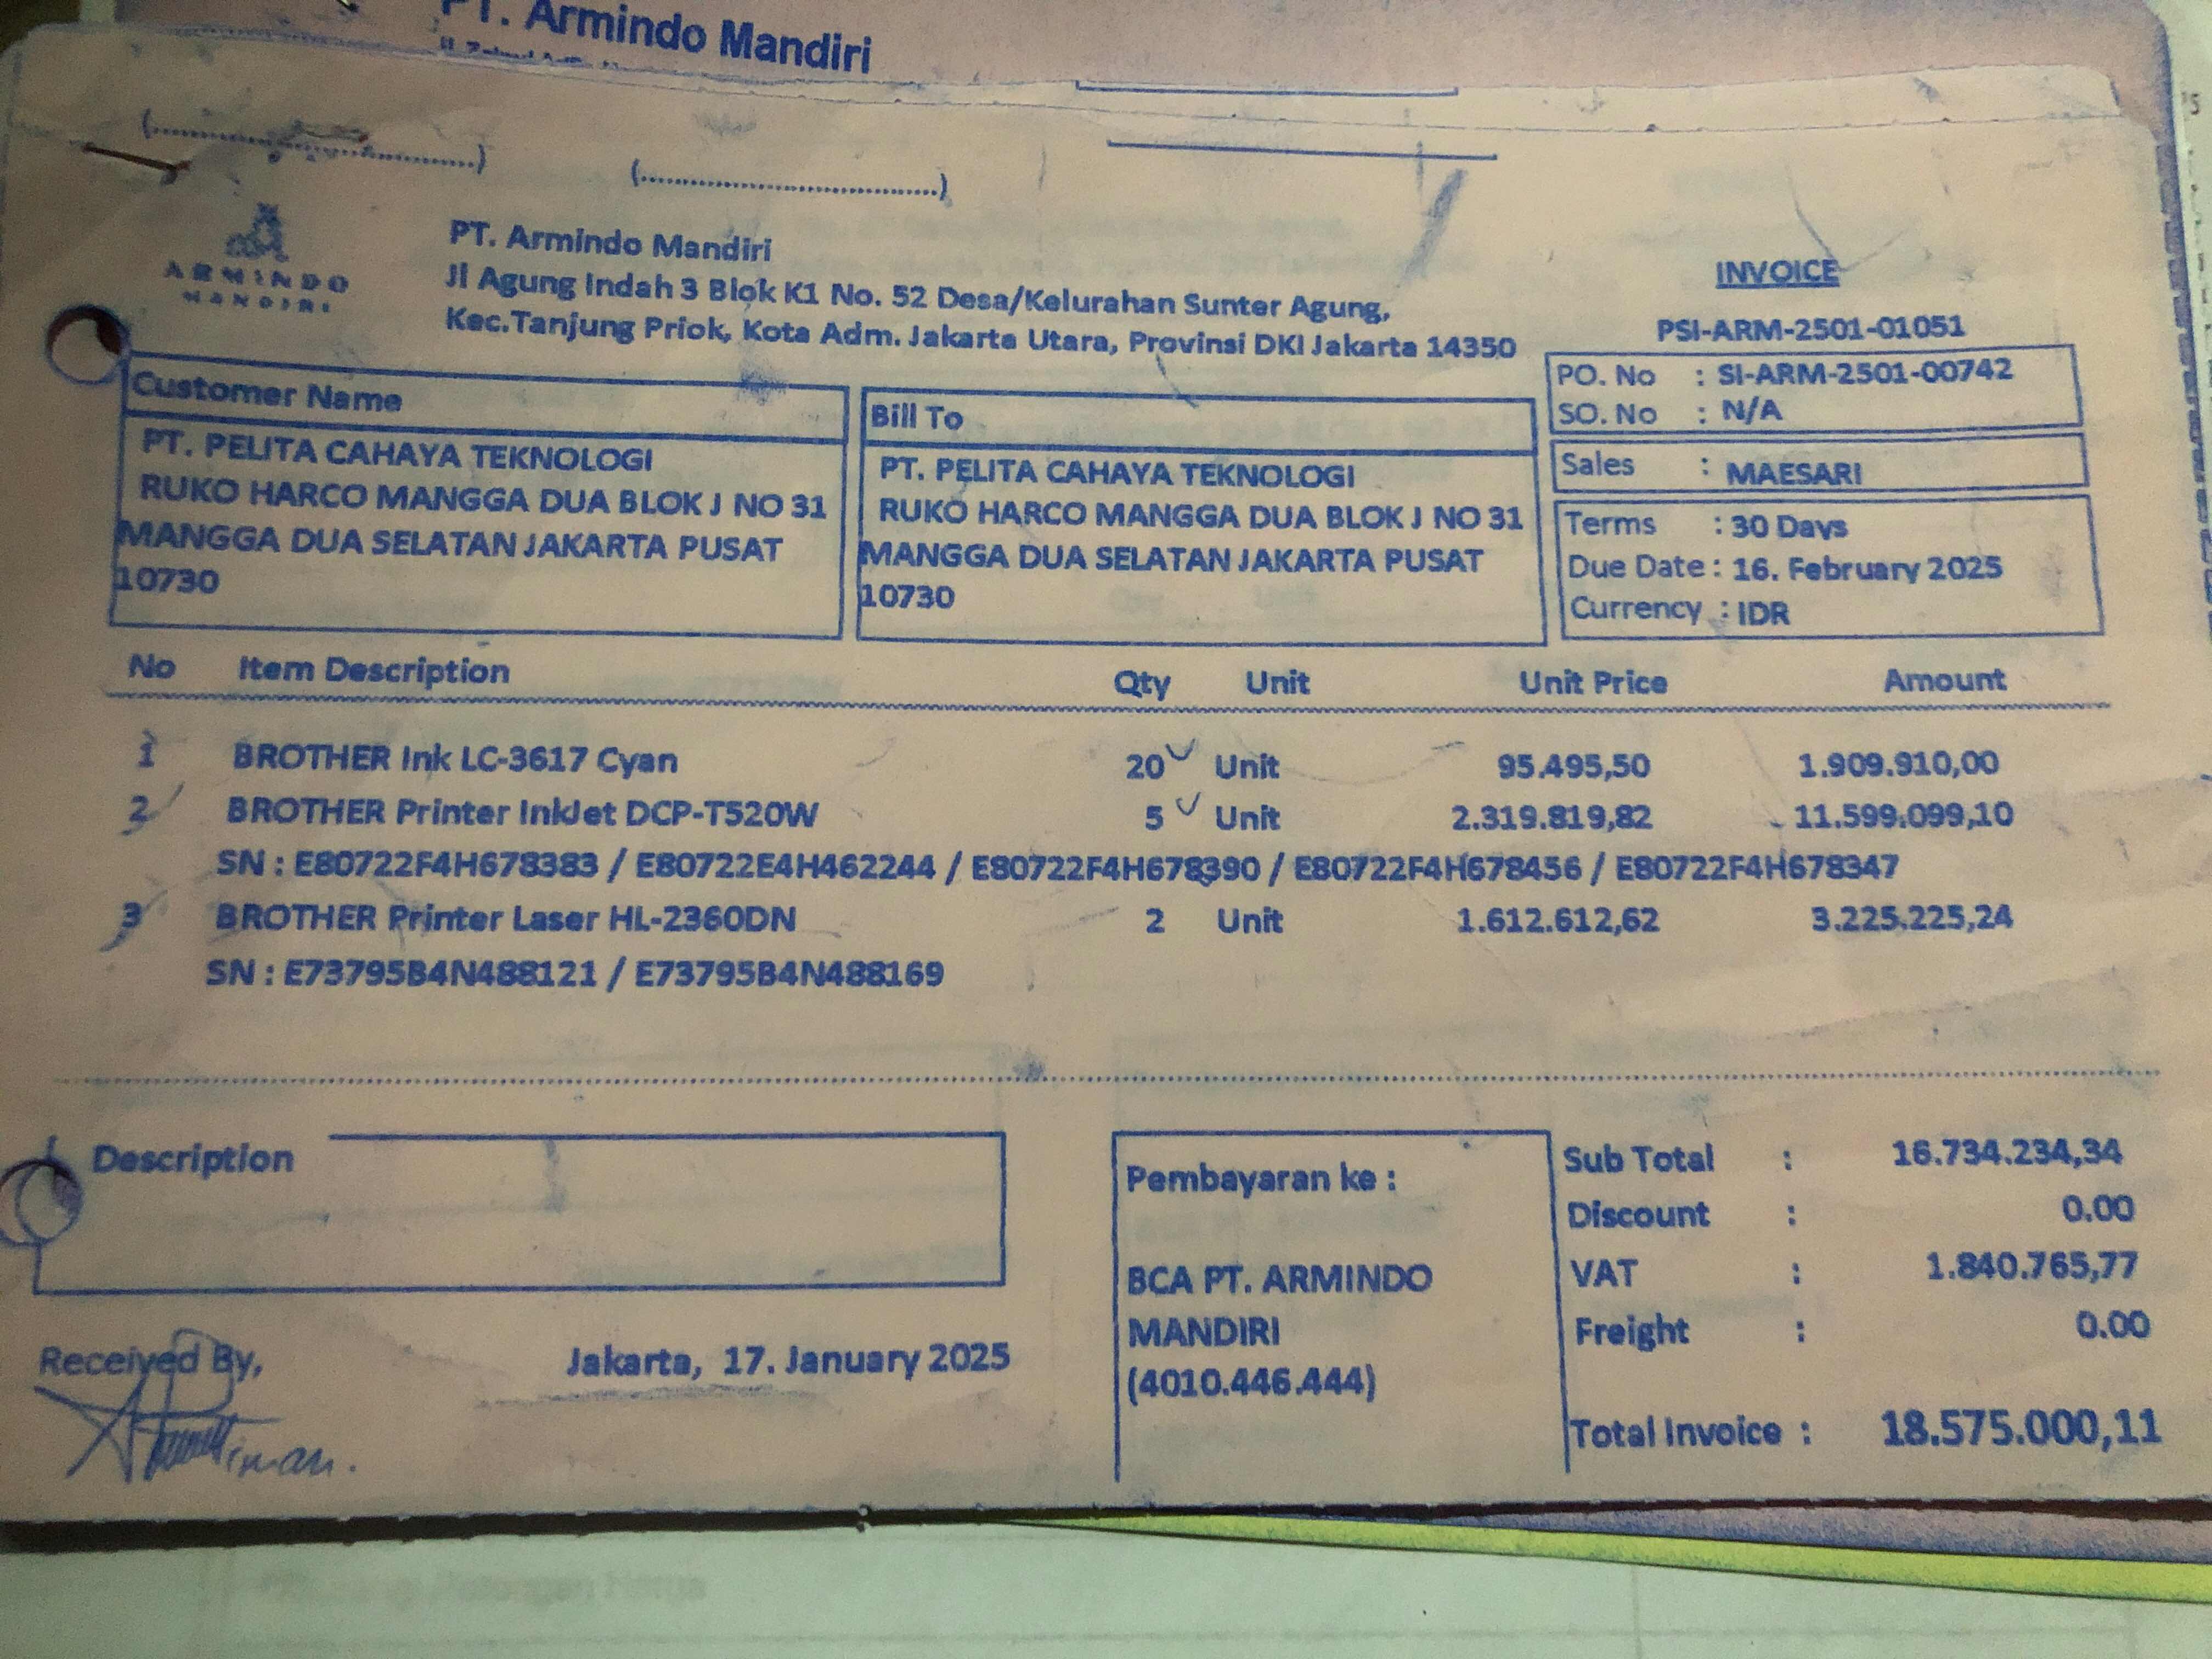 PT. Armindo Mandiri
(..............................)
(..............................)
ARMINDO
MANDIRI
PT. Armindo Mandiri
Jl Agung Indah 3 Blok K1 No. 52 Desa/Kelurahan Sunter Agung,
Kec.Tanjung Priok, Kota Adm. Jakarta Utara, Provinsi DKI Jakarta 14350
INVOICE
PSI-ARM-2501-01051
PO. No : SI-ARM-2501-00742
SO. No : N/A
Sales : MAESARI
Terms : 30 Days
Due Date : 16. February 2025
Currency : IDR
Customer Name
PT. PELITA CAHAYA TEKNOLOGI
RUKO HARCO MANGGA DUA BLOK J NO 31
MANGGA DUA SELATAN JAKARTA PUSAT
10730
Bill To
PT. PELITA CAHAYA TEKNOLOGI
RUKO HARCO MANGGA DUA BLOK J NO 31
MANGGA DUA SELATAN JAKARTA PUSAT
10730
No Item Description Qty Unit Unit Price Amount
1 BROTHER Ink LC-3617 Cyan 20 Unit 95.495,50 1.909.910,00
2 BROTHER Printer InkJet DCP-T520W 5 Unit 2.319.819,82 11.599.099,10
SN : E80722F4H678383 / E80722E4H462244 / E80722F4H678390 / E80722F4H678456 / E80722F4H678347
3 BROTHER Printer Laser HL-2360DN 2 Unit 1.612.612,62 3.225.225,24
SN : E73795B4N488121 / E73795B4N488169
Description
Received By,
Jakarta, 17. January 2025
Pembayaran ke :
BCA PT. ARMINDO
MANDIRI
(4010.446.444)
Sub Total : 16.734.234,34
Discount : 0.00
VAT : 1.840.765,77
Freight : 0.00
Total Invoice : 18.575.000,11